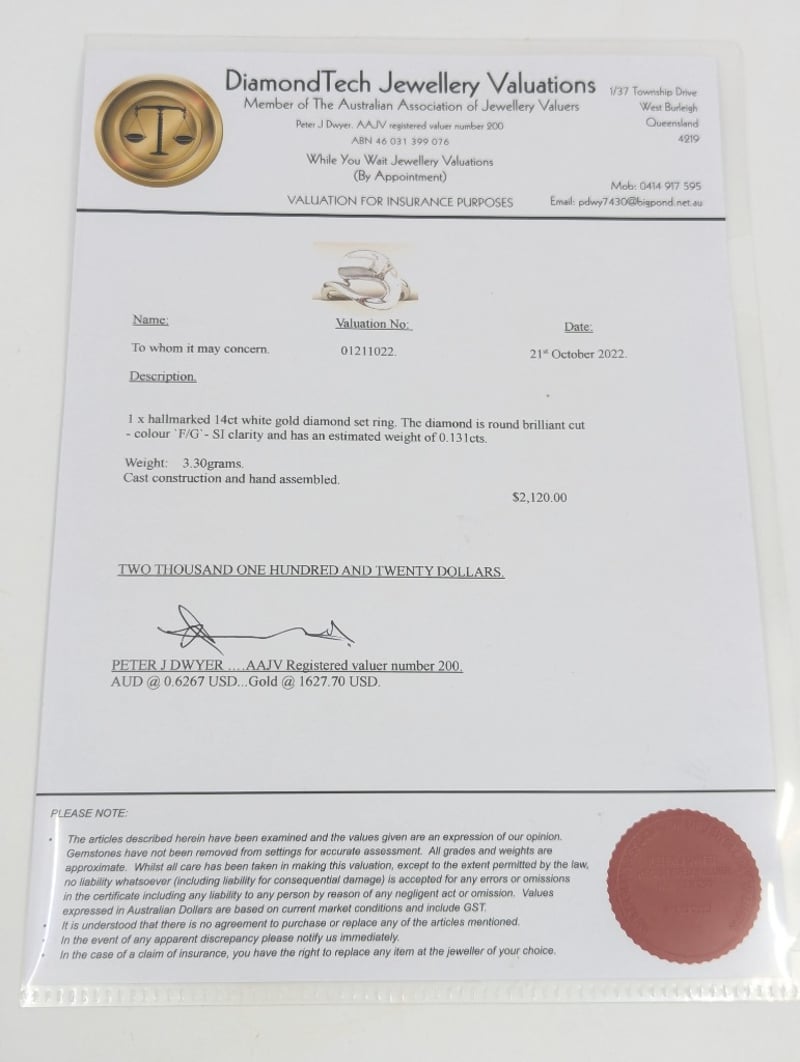 DiamondTech Jewellery Valuations
Member of The Australian Association of Jewellery Valuers
Peter J Dwyer. AAJV registered valuer number 200
ABN 46 031 399 076
While You Wait Jewellery Valuations
(By Appointment)
VALUATION FOR INSURANCE PURPOSES
1/37 Township Drive
West Burleigh
Queensland
4219
Mob: 0414 917 595
Email: pdwy7430@bigpond.net.au
Name:
Valuation No:
Date:
To whom it may concern.
01211022.
21st October 2022.
Description.
1 x hallmarked 14ct white gold diamond set ring. The diamond is round brilliant cut
- colour `F/G`- SI clarity and has an estimated weight of 0.131cts.
Weight: 3.30grams.
Cast construction and hand assembled.
$2,120.00
TWO THOUSAND ONE HUNDRED AND TWENTY DOLLARS.
PETER J DWYER ....AAJV Registered valuer number 200.
AUD @ 0.6267 USD...Gold @ 1627.70 USD.
PLEASE NOTE:
· The articles described herein have been examined and the values given are an expression of our opinion.
Gemstones have not been removed from settings for accurate assessment. All grades and weights are
approximate. Whilst all care has been taken in making this valuation, except to the extent permitted by the law,
no liability whatsoever (including liability for consequential damage) is accepted for any errors or omissions
in the certificate including any liability to any person by reason of any negligent act or omission. Values
expressed in Australian Dollars are based on current market conditions and include GST.
· It is understood that there is no agreement to purchase or replace any of the articles mentioned.
· In the event of any apparent discrepancy please notify us immediately.
· In the case of a claim of insurance, you have the right to replace any item at the jeweller of your choice.